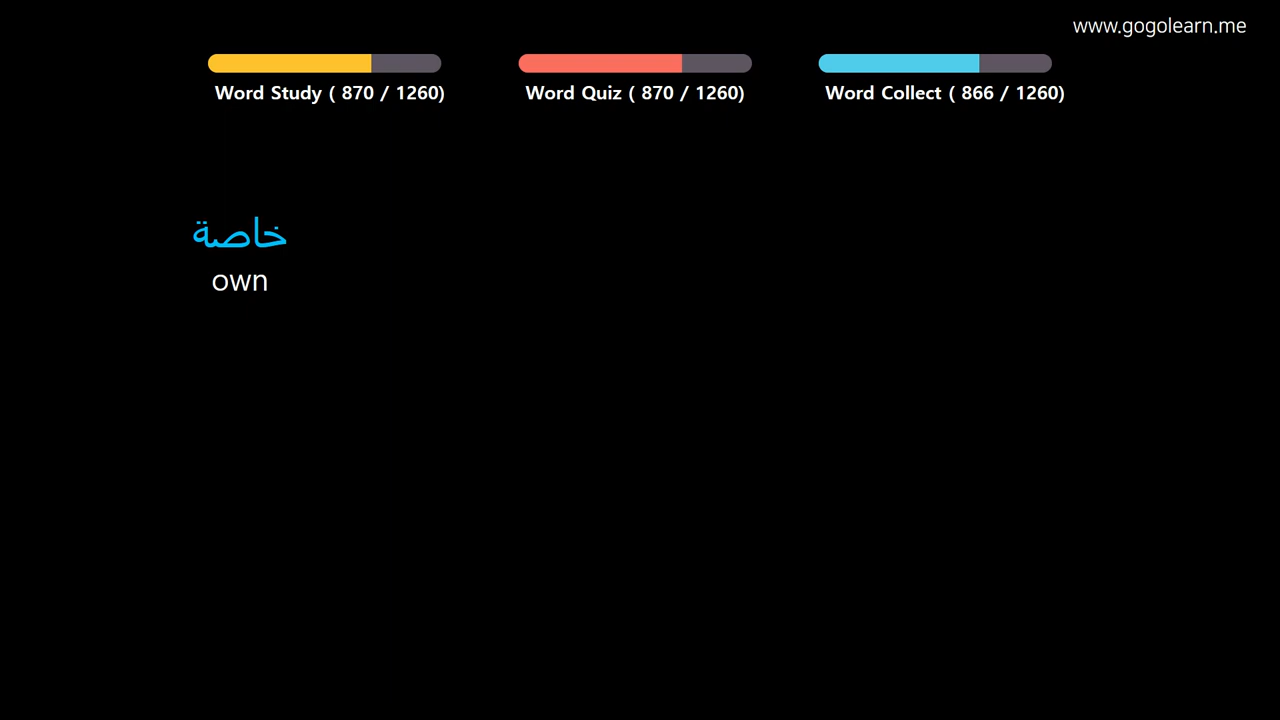 www.gogolearn.me
Word Study ( 870 / 1260)
Word Quiz ( 870 / 1260)
Word Collect ( 866 / 1260)
خاصة
own